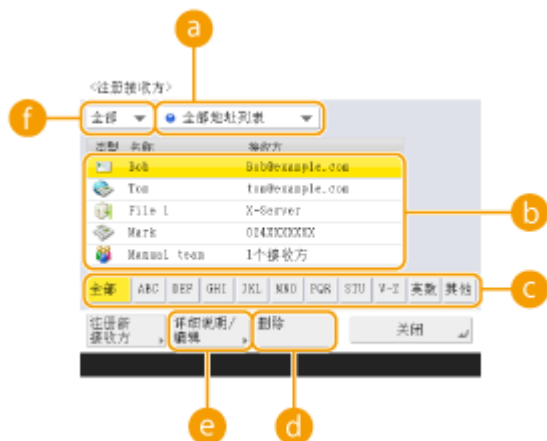 a
<注册接收方>
f
全部 全部地址列表
类型 名称 接收方
Bob Bob@example.com
Tom tom@example.com
b
File 1 X-Server
Mark 024XXXXXXX
Manual team 1个接收方
全部 ABC DEF GHI JKL MNO PQR STU V-Z 英数 其他
c
注册新接收方 详细说明/编辑 删除 关闭
e d